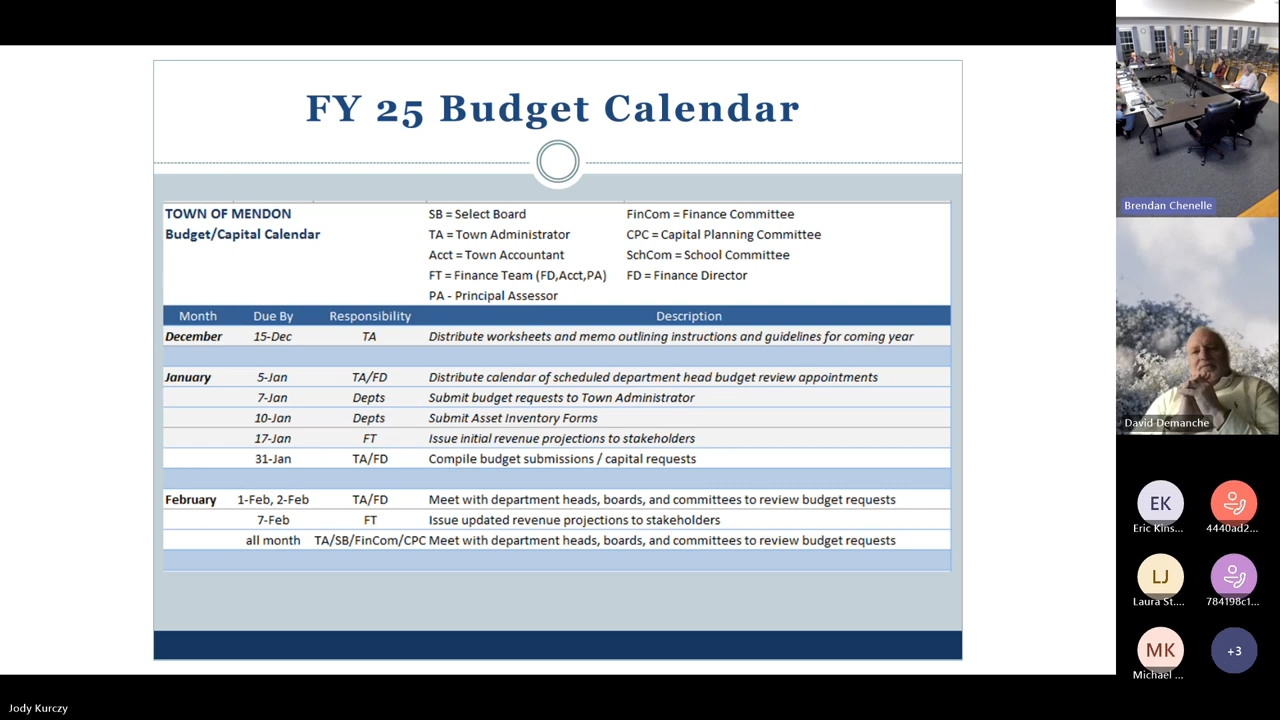 FY 25 Budget Calendar
TOWN OF MENDON
Budget/Capital Calendar
SB = Select Board
FinCom = Finance Committee
TA = Town Administrator
CPC = Capital Planning Committee
Acct = Town Accountant
SchCom = School Committee
FT = Finance Team (FD,Acct,PA)
FD = Finance Director
PA - Principal Assessor
Month Due By Responsibility Description
December 15-Dec TA Distribute worksheets and memo outlining instructions and guidelines for coming year
January 5-Jan TA/FD Distribute calendar of scheduled department head budget review appointments
7-Jan Depts Submit budget requests to Town Administrator
10-Jan Depts Submit Asset Inventory Forms
17-Jan FT Issue initial revenue projections to stakeholders
31-Jan TA/FD Compile budget submissions / capital requests
February 1-Feb, 2-Feb TA/FD Meet with department heads, boards, and committees to review budget requests
7-Feb FT Issue updated revenue projections to stakeholders
all month TA/SB/FinCom/CPC Meet with department heads, boards, and committees to review budget requests
Brendan Chenelle
David Demanche
EK
Eric Kins...
4440ad2...
LJ
Laura St....
784198c1...
MK
Michael ...
+3
Jody Kurczy